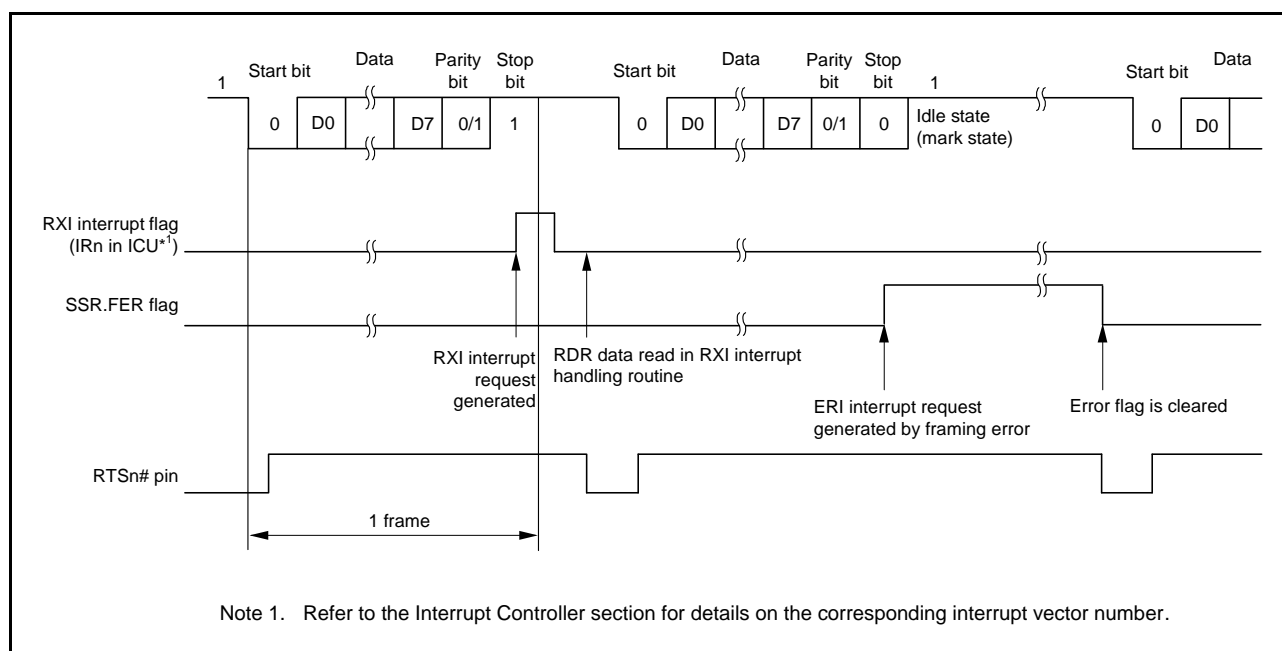 Data Parity Stop Data Parity Stop Data
1 Start bit bit bit Start bit bit bit 1 Start bit
0 D0 D7 0/1 1 0 D0 D7 0/1 0 Idle state 0 D0
(mark state)
RXI interrupt flag
(IRn in ICU*1)
SSR.FER flag
RXI interrupt
request
generated
RDR data read in RXI interrupt
handling routine
ERI interrupt request
generated by framing error
Error flag is cleared
RTSn# pin
1 frame
Note 1. Refer to the Interrupt Controller section for details on the corresponding interrupt vector number.